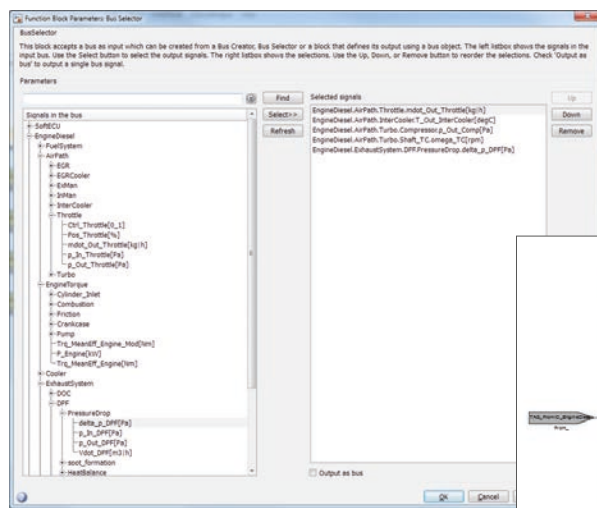 Function Block Parameters: Bus Selector
BusSelector
This block accepts a bus as input which can be created from a Bus Creator, Bus Selector or a block that defines its output using a bus object. The left listbox shows the signals in the
input bus. Use the Select button to select the output signals. The right listbox shows the selections. Use the Up, Down, or Remove button to reorder the selections. Check 'Output as
bus' to output a single bus signal.
Parameters
Find
Select>>
Refresh
Signals in the bus
SoftECU
EngineDiesel
FuelSystem
AirPath
EGR
EGRCooler
ExMan
InMan
InterCooler
Throttle
Ctrl_Throttle[0_1]
Pos_Throttle[%]
mdot_Out_Throttle[kg|h]
p_In_Throttle[Pa]
p_Out_Throttle[Pa]
Turbo
EngineTorque
Cylinder_Inlet
Combustion
Friction
Crankcase
Pump
Trq_MeanEff_Engine_Mod[Nm]
P_Engine[kW]
Trq_MeanEff_Engine[Nm]
Cooler
ExhaustSystem
DOC
DPF
PressureDrop
delta_p_DPF[Pa]
p_In_DPF[Pa]
p_Out_DPF[Pa]
Vdot_DPF[m3|h]
soot_formation
HeatBalance
Selected signals
EngineDiesel.AirPath.Throttle.mdot_Out_Throttle[kg|h]
EngineDiesel.AirPath.InterCooler.T_Out_InterCooler[degC]
EngineDiesel.AirPath.Turbo.Compressor.p_Out_Comp[Pa]
EngineDiesel.AirPath.Turbo.Shaft_TC.omega_TC[rpm]
EngineDiesel.ExhaustSystem.DPF.PressureDrop.delta_p_DPF[Pa]
Up
Down
Remove
Output as bus
OK
Cancel